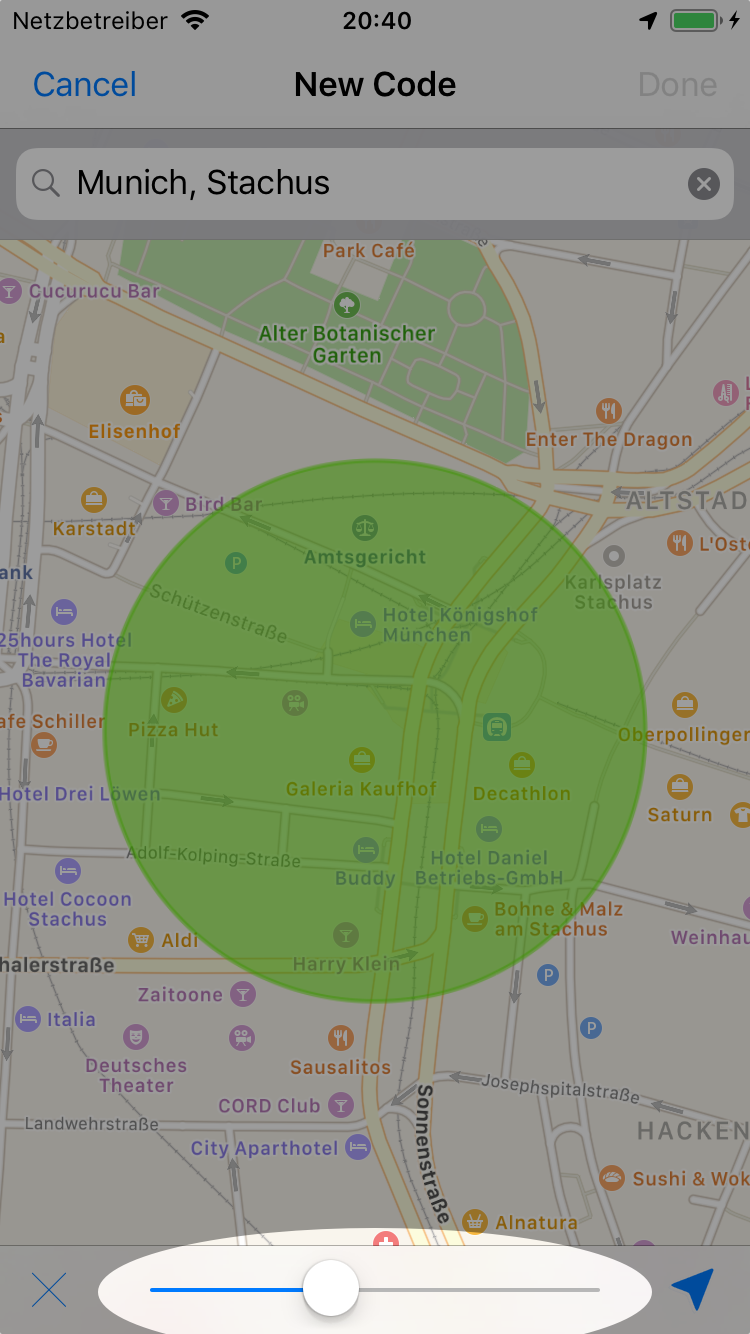 Netzbetreiber
20:40
Cancel
New Code
Done
Munich, Stachus
Park Café
Cucurucu Bar
Alter Botanischer
Garten
Elisenhof
Enter The Dragon
Karstadt
Bird Bar
ALTSTAD
L'Oste
Amtsgericht
P
Karlsplatz
Stachus
ank
Schützenstraße
Hotel Königshof
München
25hours Hotel
The Royal
Bavarian
afe Schiller
Pizza Hut
Oberpollinger
Galeria Kaufhof
Decathlon
Hotel Drei Löwen
Saturn
Adolf-Kolping-Straße
Buddy
Hotel Daniel
Betriebs-GmbH
Hotel Cocoon
Stachus
Bohne & Malz
am Stachus
Aldi
Weinhau
halerstraße
Harry Klein
P
Zaitoone
Italia
P
Deutsches
Theater
Sausalitos
Josephspitalstraße
CORD Club
Landwehrstraße
Sonnenstraße
HACKEN
City Aparthotel
Sushi & Wok
Alnatura